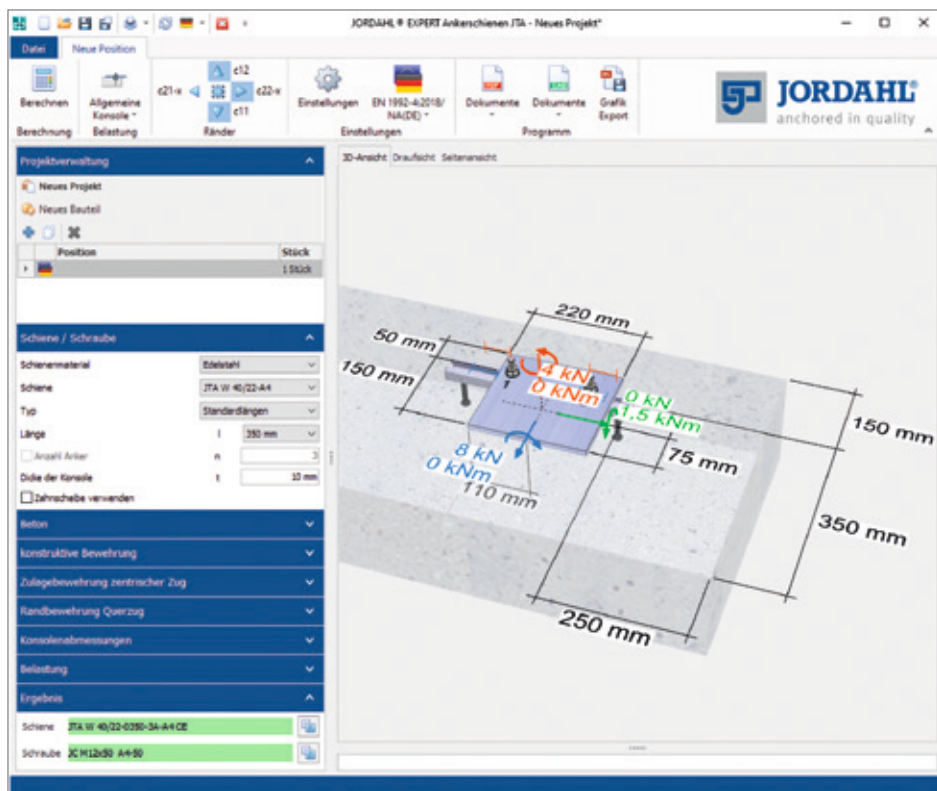 JORDAHL ® EXPERT Ankerschienen JTA - Neues Projekt*
Datei Neue Position
Berechnen
Allgemeine Konsole
c12
c21-∞ c22-∞
c11
Einstellungen
EN 1992-4:2018/ NA(DE)
Dokumente Dokumente
Grafik Export
Berechnung Belastung Ränder Einstellungen Programm
JORDAHL®
anchored in quality
Projektverwaltung
Neues Projekt
Neues Bauteil
Position Stück
1 Stück
Schiene / Schraube
Schienenmaterial Edelstahl
Schiene JTA W 40/22-A4
Typ Standardlängen
Länge l 350 mm
Anzahl Anker n 3
Dicke der Konsole t 10 mm
Zahnscheibe verwenden
Beton
konstruktive Bewehrung
Zulagebewehrung zentrischer Zug
Randbewehrung Querzug
Konsolenabmessungen
Belastung
Ergebnis
Schiene JTA W 40/22-0350-3A-A4 CE
Schraube JC M12x50 A4-50
3D-Ansicht Draufsicht Seitenansicht
220 mm
50 mm
150 mm
1
4 kN
0 kNm
0 kN
1,5 kNm
150 mm
75 mm
8 kN
0 kNm
110 mm
350 mm
250 mm